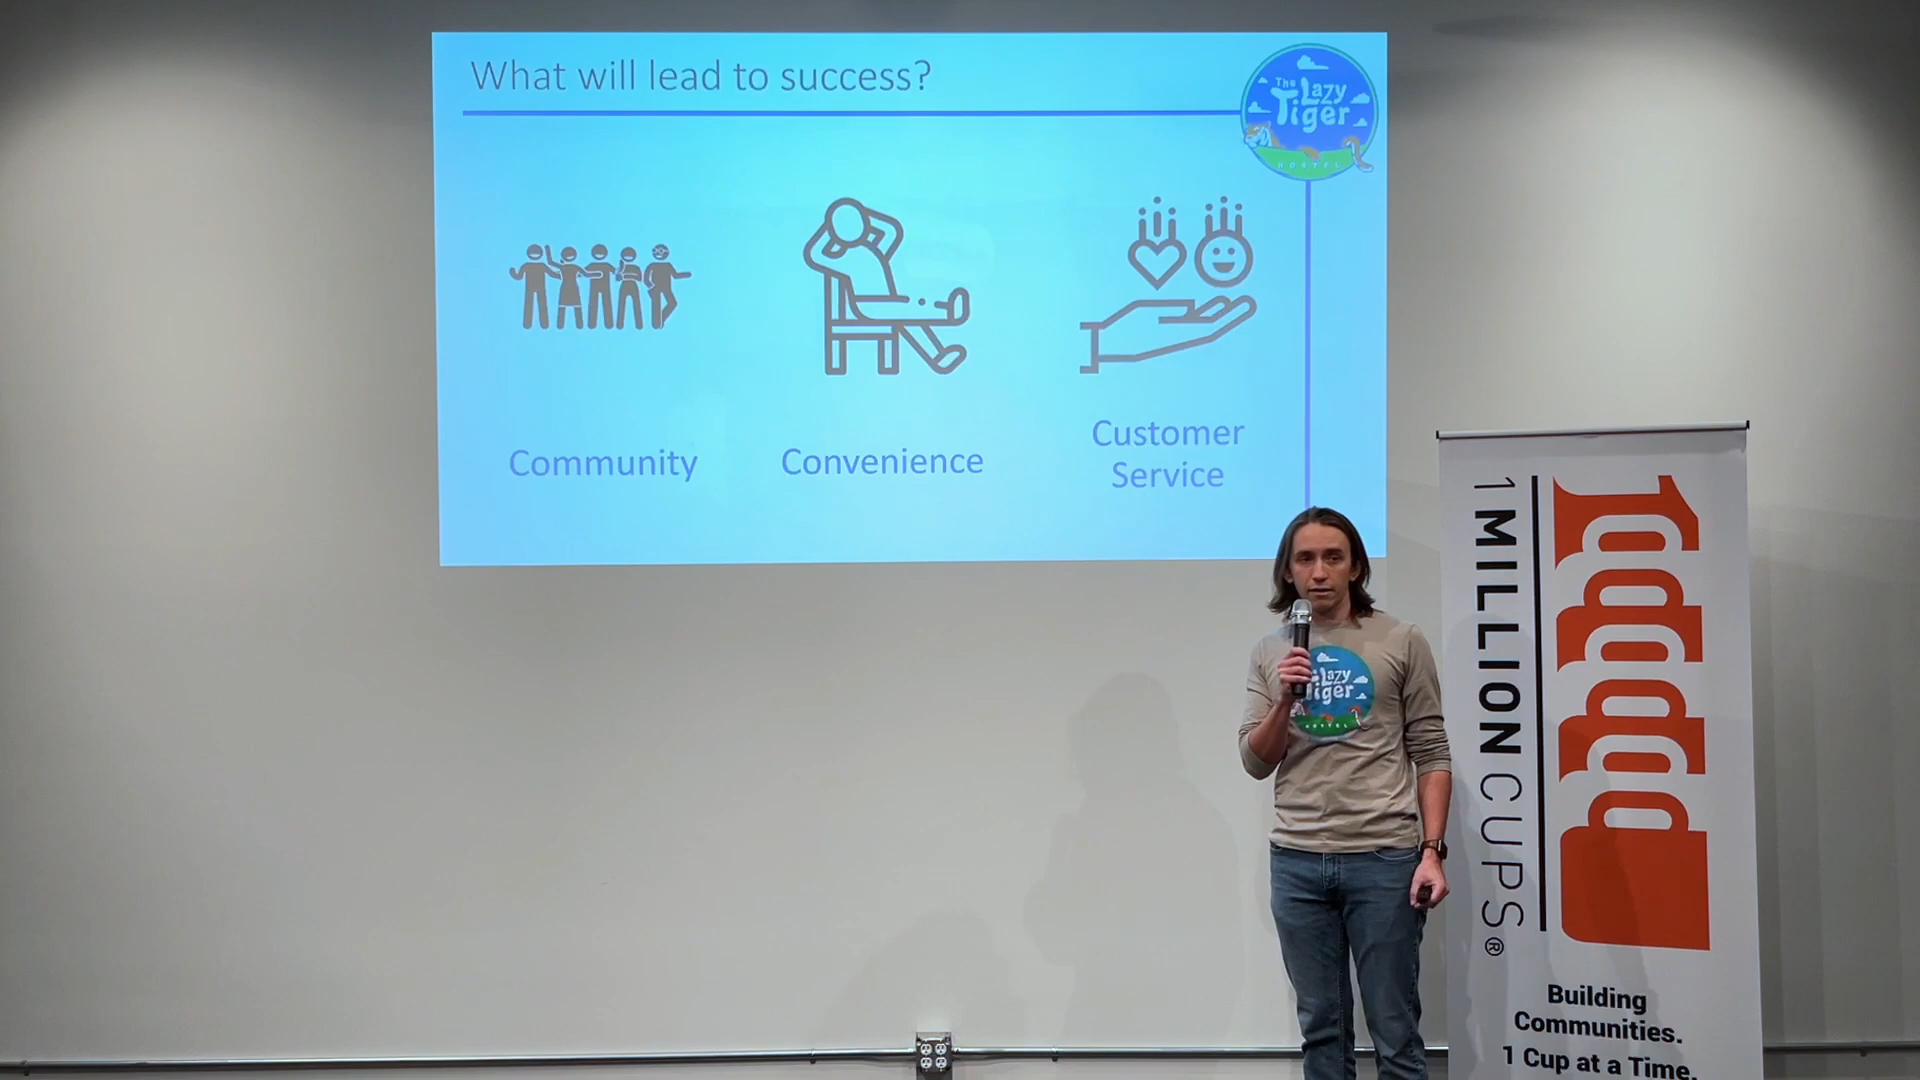 What will lead to success?
The Lazy
Tiger
HOSTEL
Community
Convenience
Customer
Service
Lazy
Tiger
HOSTEL
1 MILLION CUPS®
Building
Communities.
1 Cup at a Time.